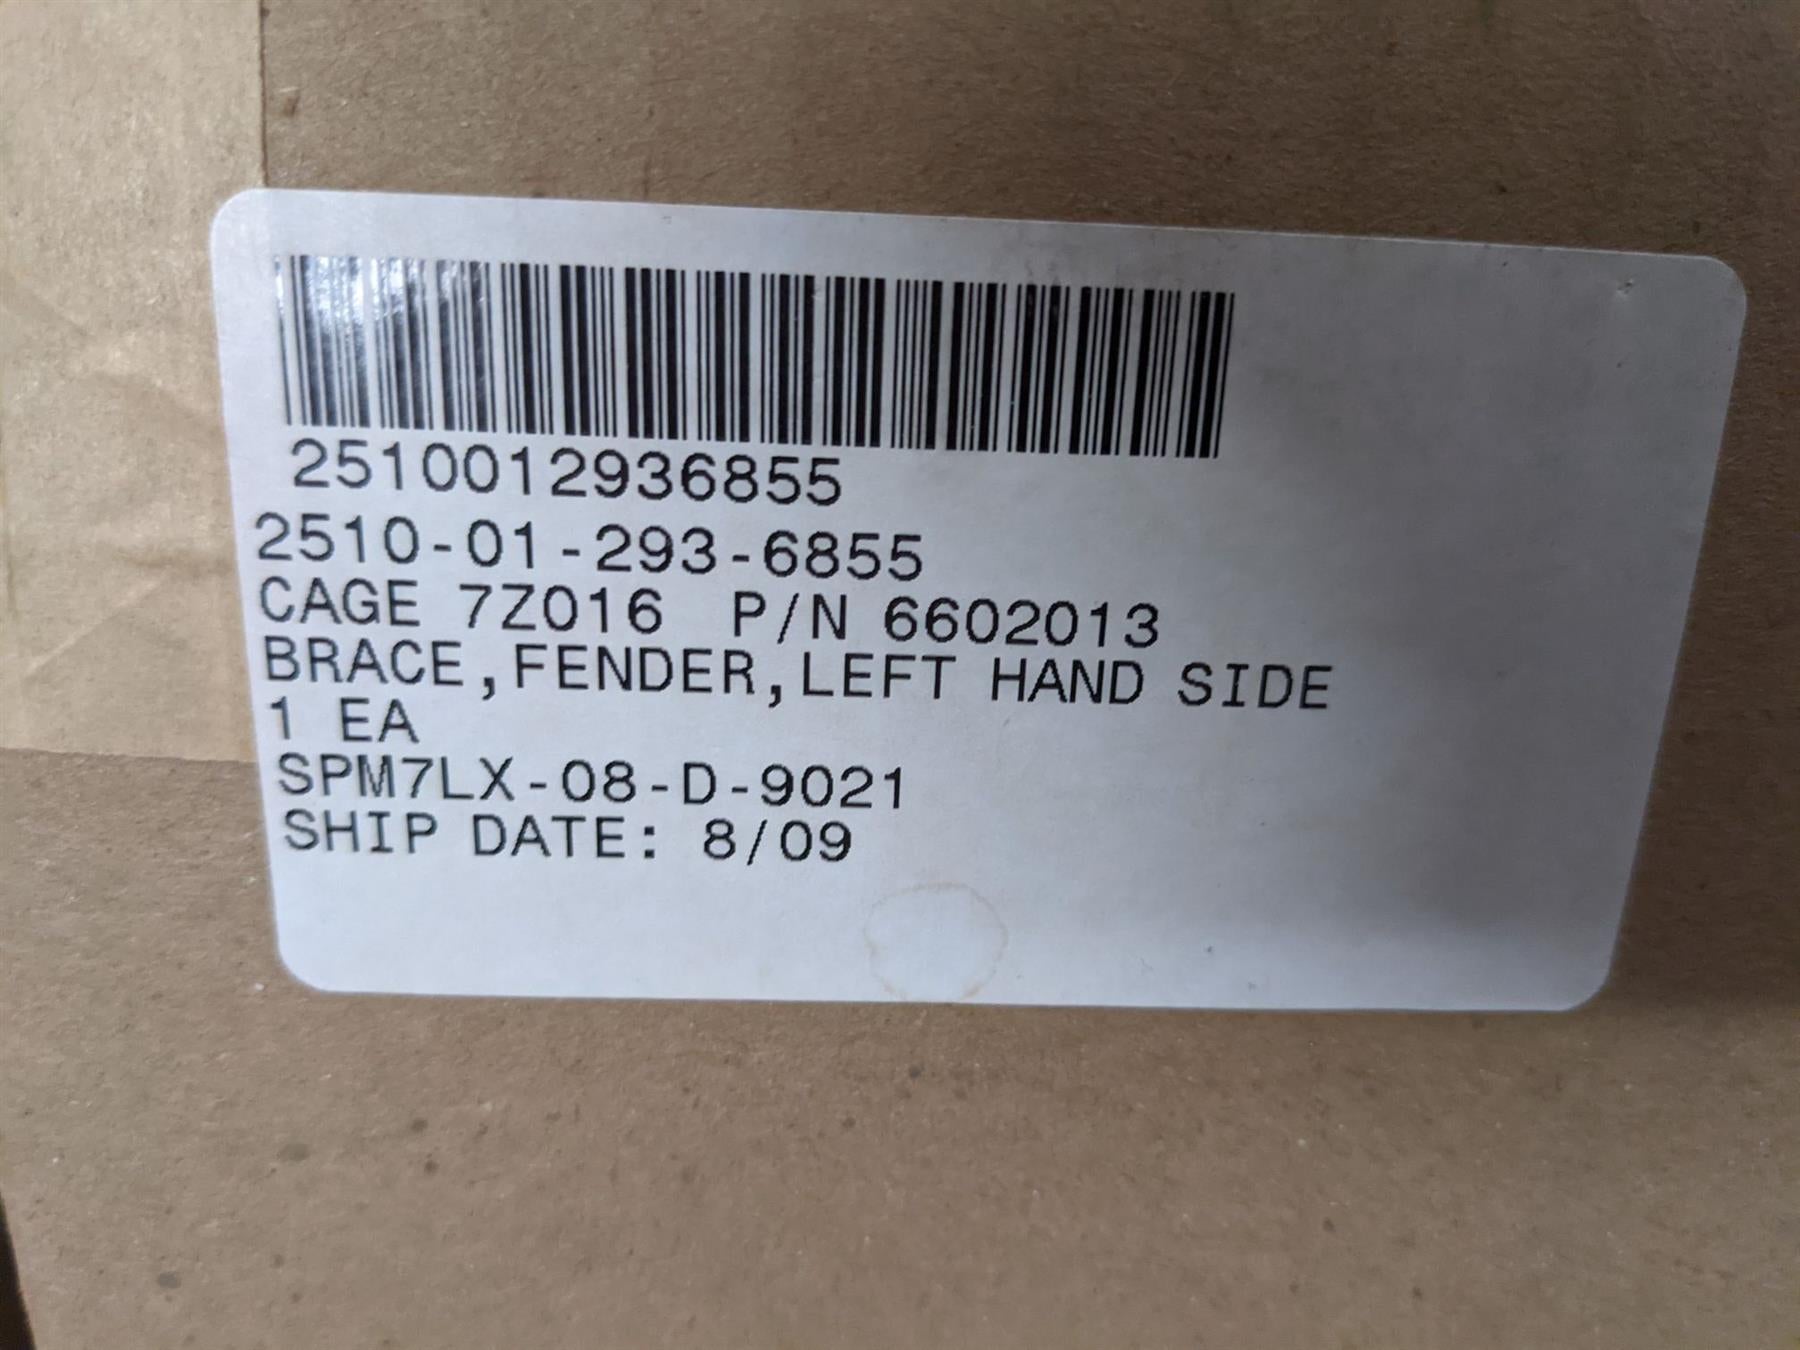 2510012936855
2510-01-293-6855
CAGE 7Z016 P/N 6602013
BRACE,FENDER,LEFT HAND SIDE
1 EA
SPM7LX-08-D-9021
SHIP DATE: 8/09